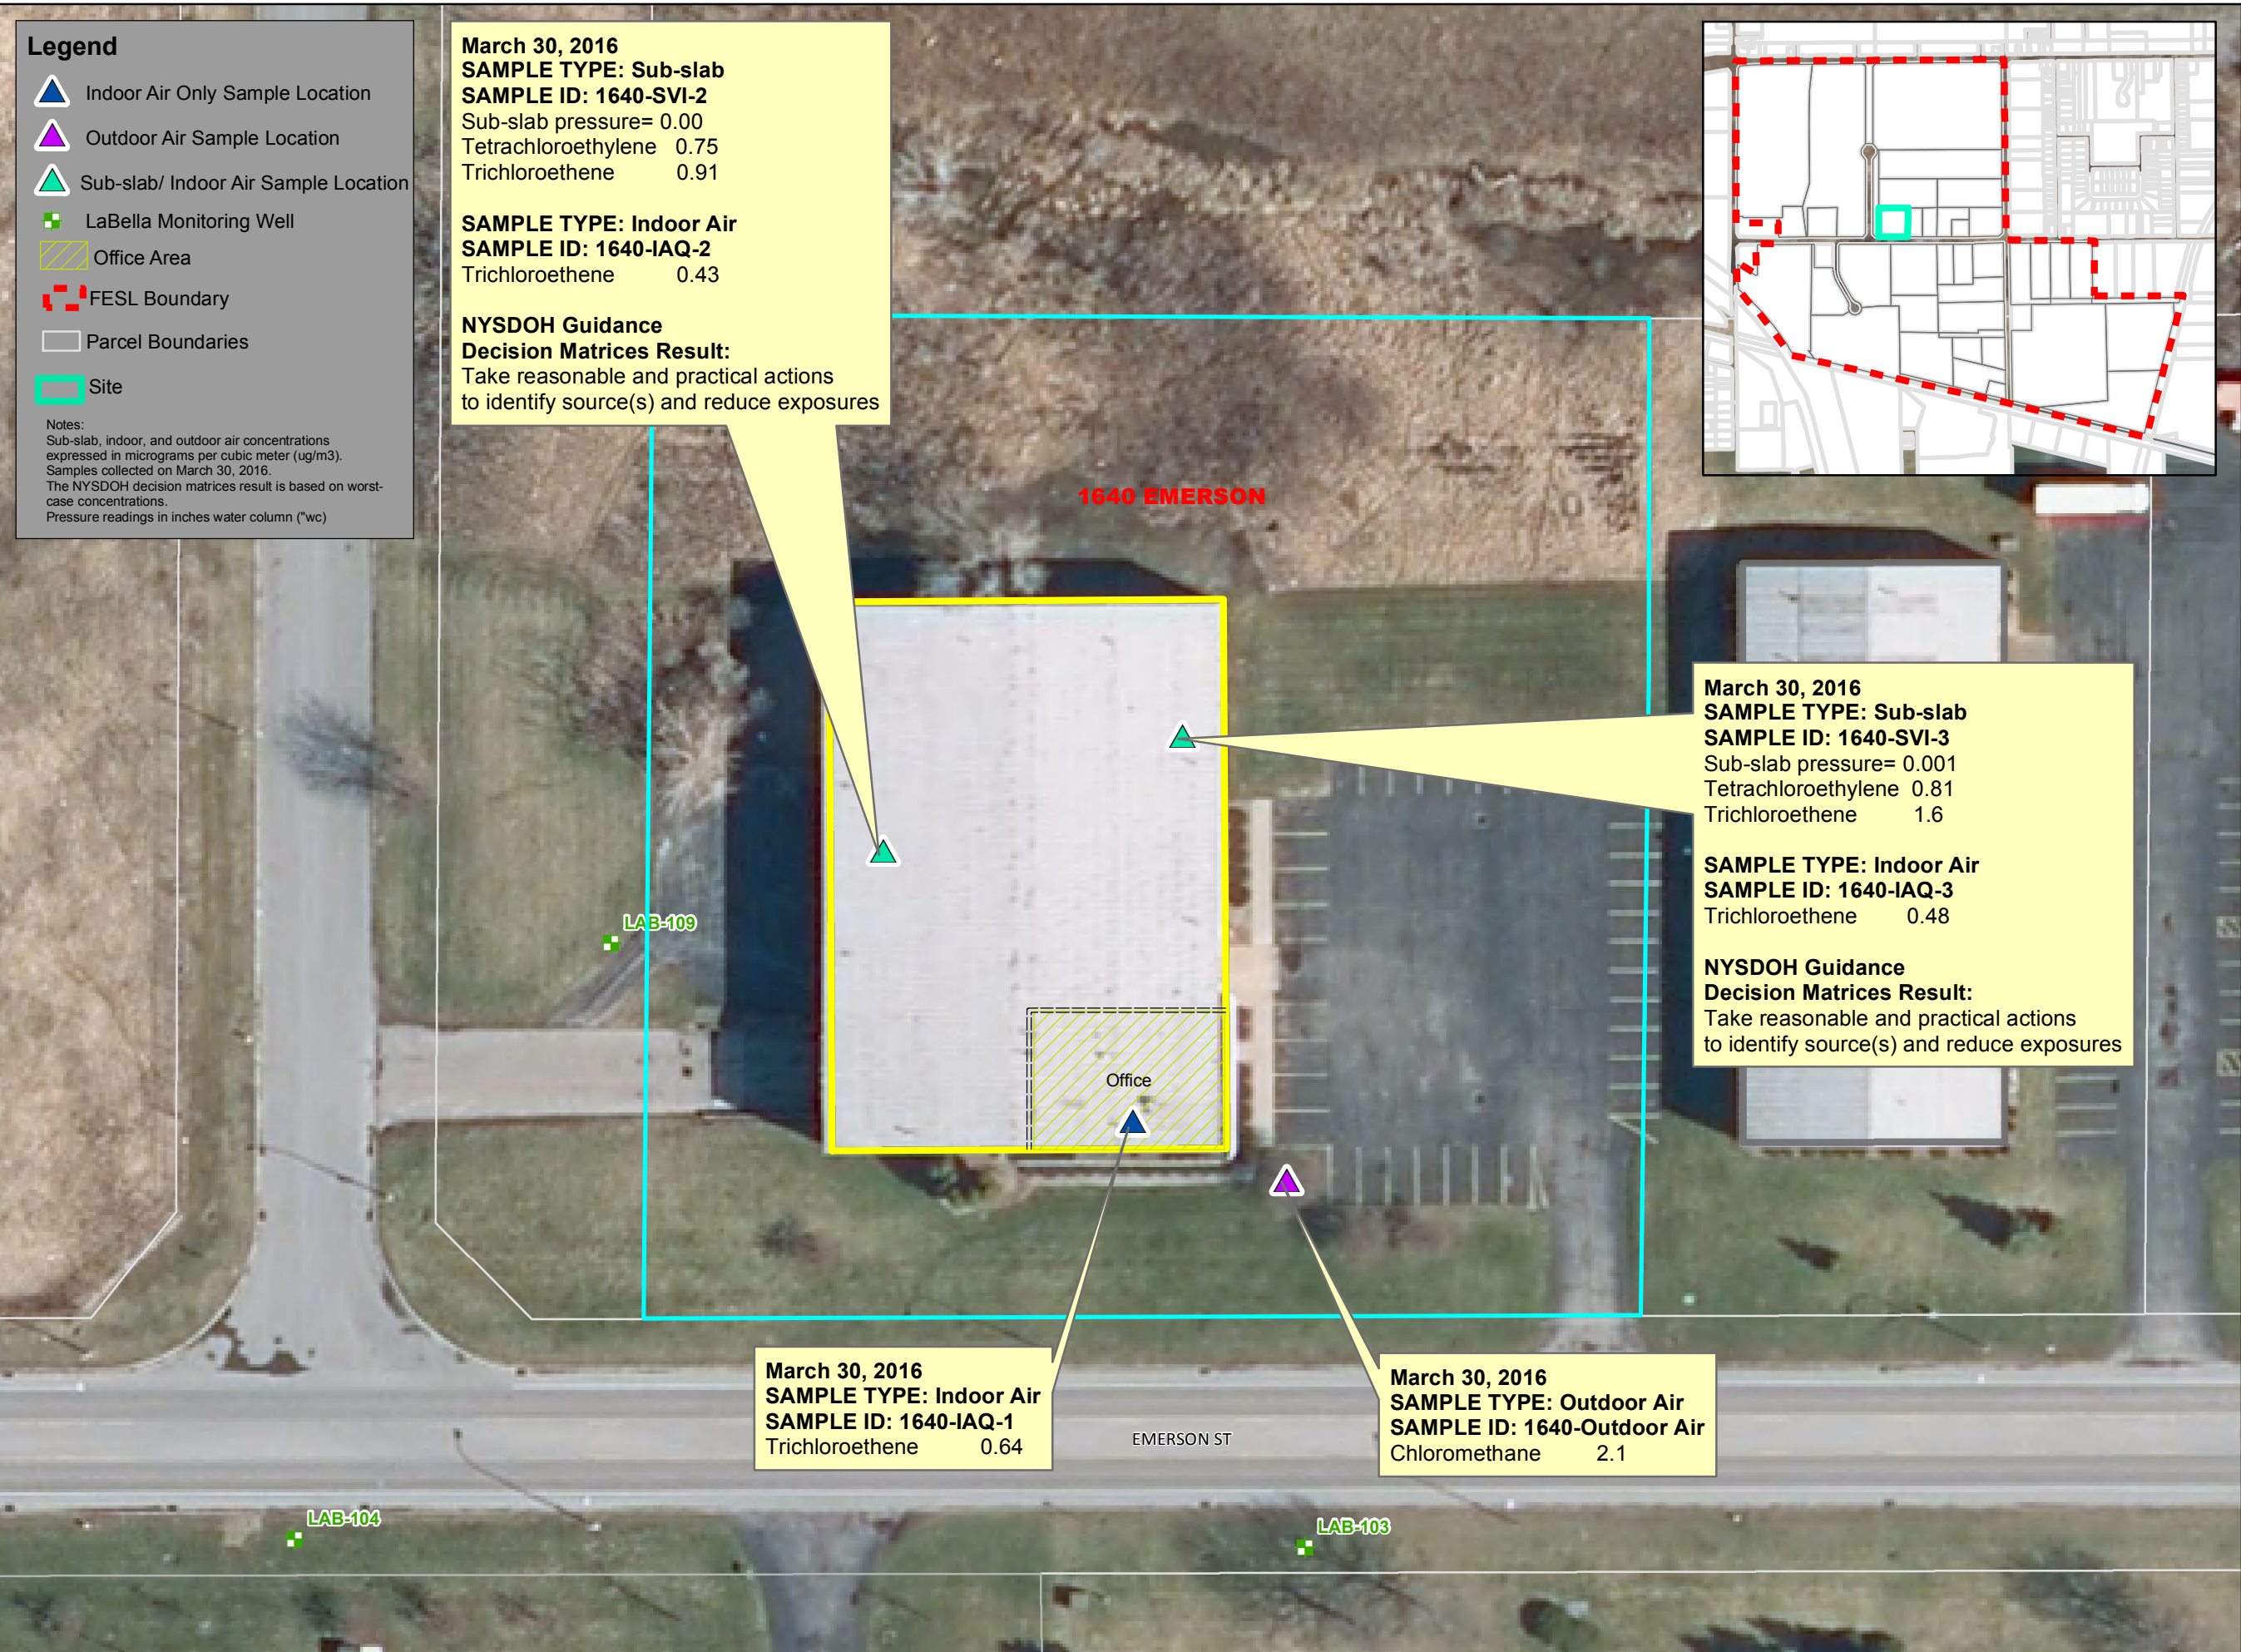 Legend
Indoor Air Only Sample Location
Outdoor Air Sample Location
Sub-slab/ Indoor Air Sample Location
LaBella Monitoring Well
Office Area
FESL Boundary
Parcel Boundaries
Site
Notes:
Sub-slab, indoor, and outdoor air concentrations
expressed in micrograms per cubic meter (ug/m3).
Samples collected on March 30, 2016.
The NYSDOH decision matrices result is based on worst-
case concentrations.
Pressure readings in inches water column ("wc)
March 30, 2016
SAMPLE TYPE: Sub-slab
SAMPLE ID: 1640-SVI-2
Sub-slab pressure= 0.00
Tetrachloroethylene 0.75
Trichloroethene 0.91
SAMPLE TYPE: Indoor Air
SAMPLE ID: 1640-IAQ-2
Trichloroethene 0.43
NYSDOH Guidance
Decision Matrices Result:
Take reasonable and practical actions
to identify source(s) and reduce exposures
1640 EMERSON
March 30, 2016
SAMPLE TYPE: Sub-slab
SAMPLE ID: 1640-SVI-3
Sub-slab pressure= 0.001
Tetrachloroethylene 0.81
Trichloroethene 1.6
SAMPLE TYPE: Indoor Air
SAMPLE ID: 1640-IAQ-3
Trichloroethene 0.48
NYSDOH Guidance
Decision Matrices Result:
Take reasonable and practical actions
to identify source(s) and reduce exposures
LAB-109
Office
March 30, 2016
SAMPLE TYPE: Indoor Air
SAMPLE ID: 1640-IAQ-1
Trichloroethene 0.64
EMERSON ST
March 30, 2016
SAMPLE TYPE: Outdoor Air
SAMPLE ID: 1640-Outdoor Air
Chloromethane 2.1
LAB-104
LAB-103